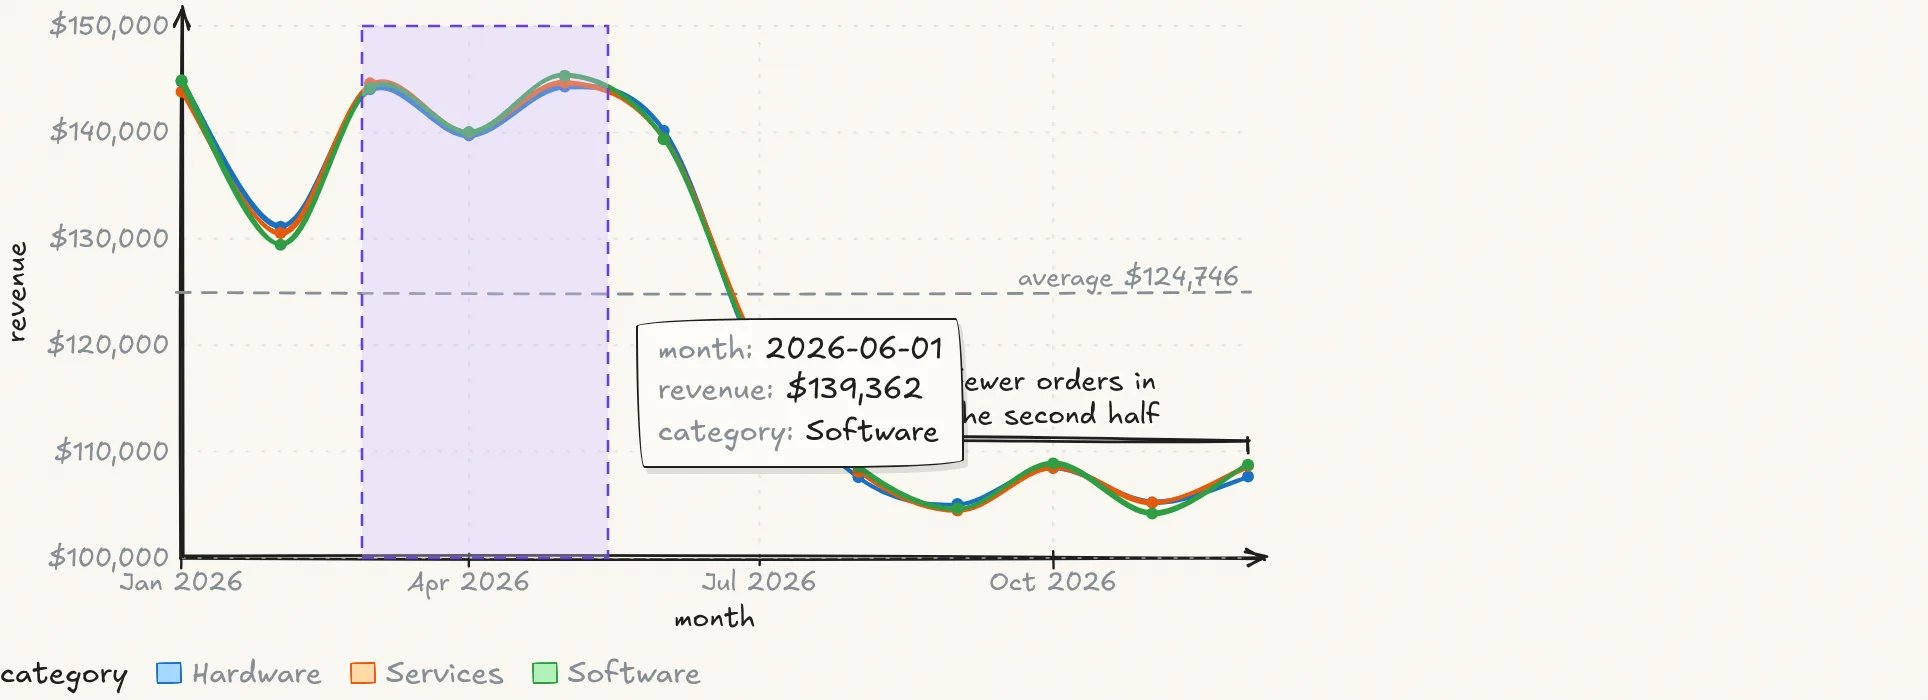 $150,000
$140,000
$130,000
$120,000
$110,000
$100,000
revenue
average $124,746
month: 2026-06-01
revenue: $139,362
category: Software
ewer orders in
he second half
Jan 2026
Apr 2026
Jul 2026
Oct 2026
month
category
Hardware
Services
Software